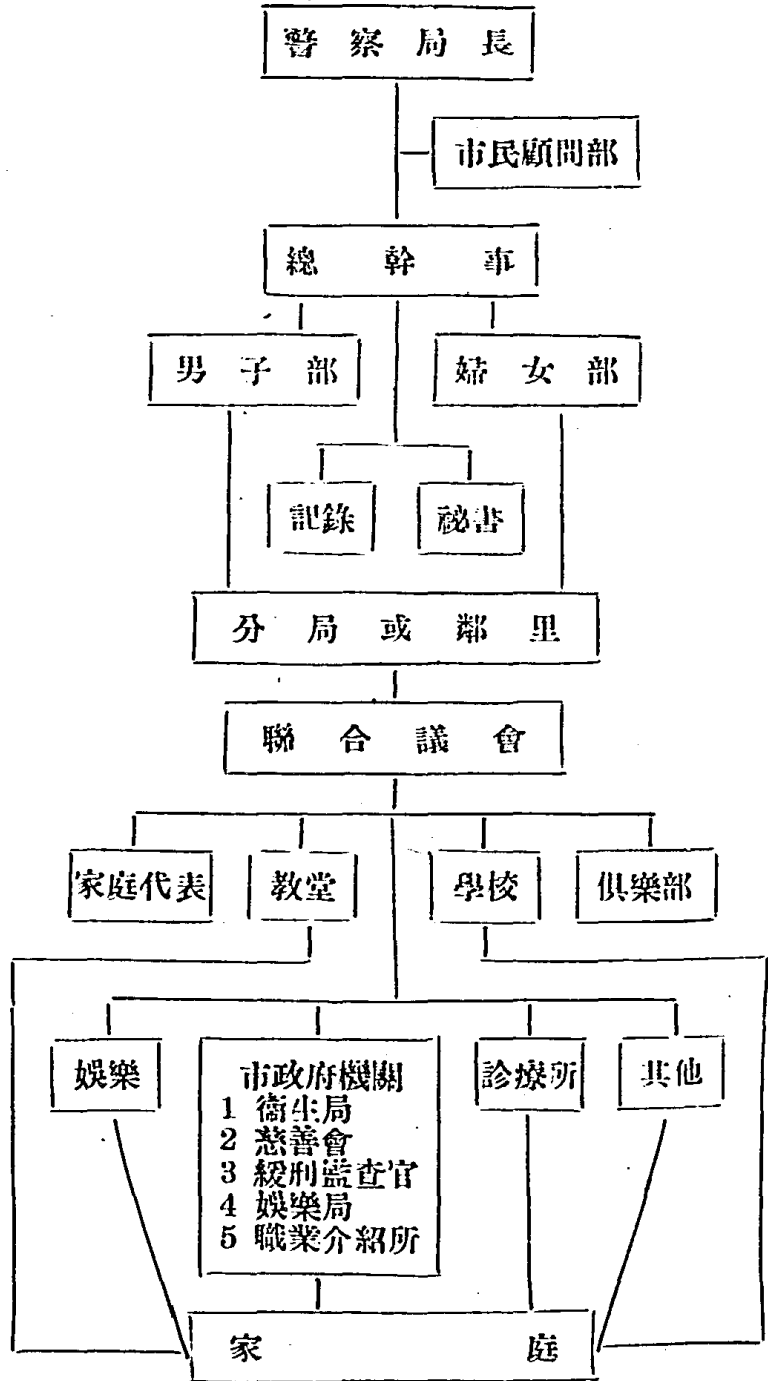 警察局長
市民顧問部
總幹事
男子部
婦女部
記錄
祕書
分局或鄰里
聯合議會
家庭代表
教堂
學校
俱樂部
娛樂
市政府機關
1 衛生局
2 慈善會
3 緩刑監查官
4 娛樂局
5 職業介紹所
診療所
其他
家庭